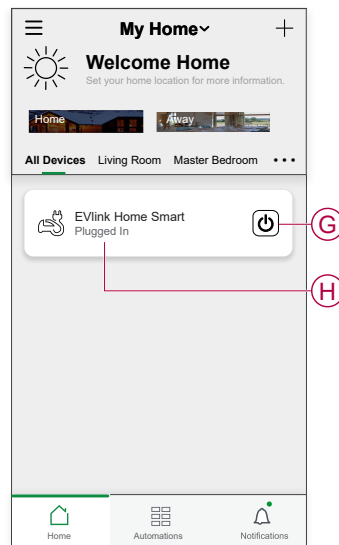 My Home
Welcome Home
Set your home location for more information.
Home Away
All Devices Living Room Master Bedroom
EVlink Home Smart
Plugged In
G
H
Home Automations Notifications